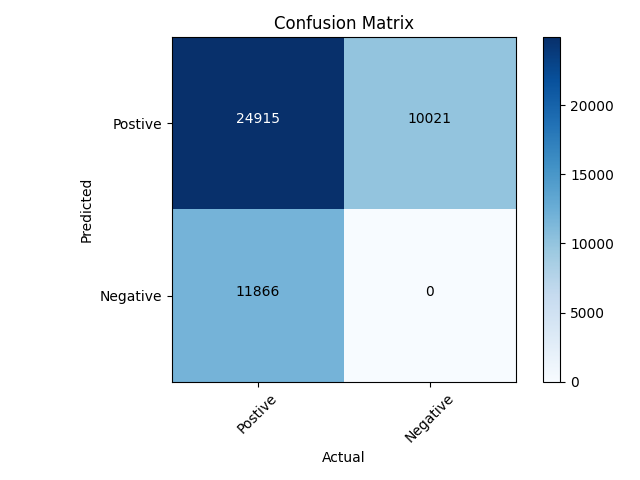 Confusion Matrix
Postive
24915
10021
20000
15000
Predicted
10000
Negative
11866
0
5000
0
Postive
Negative
Actual